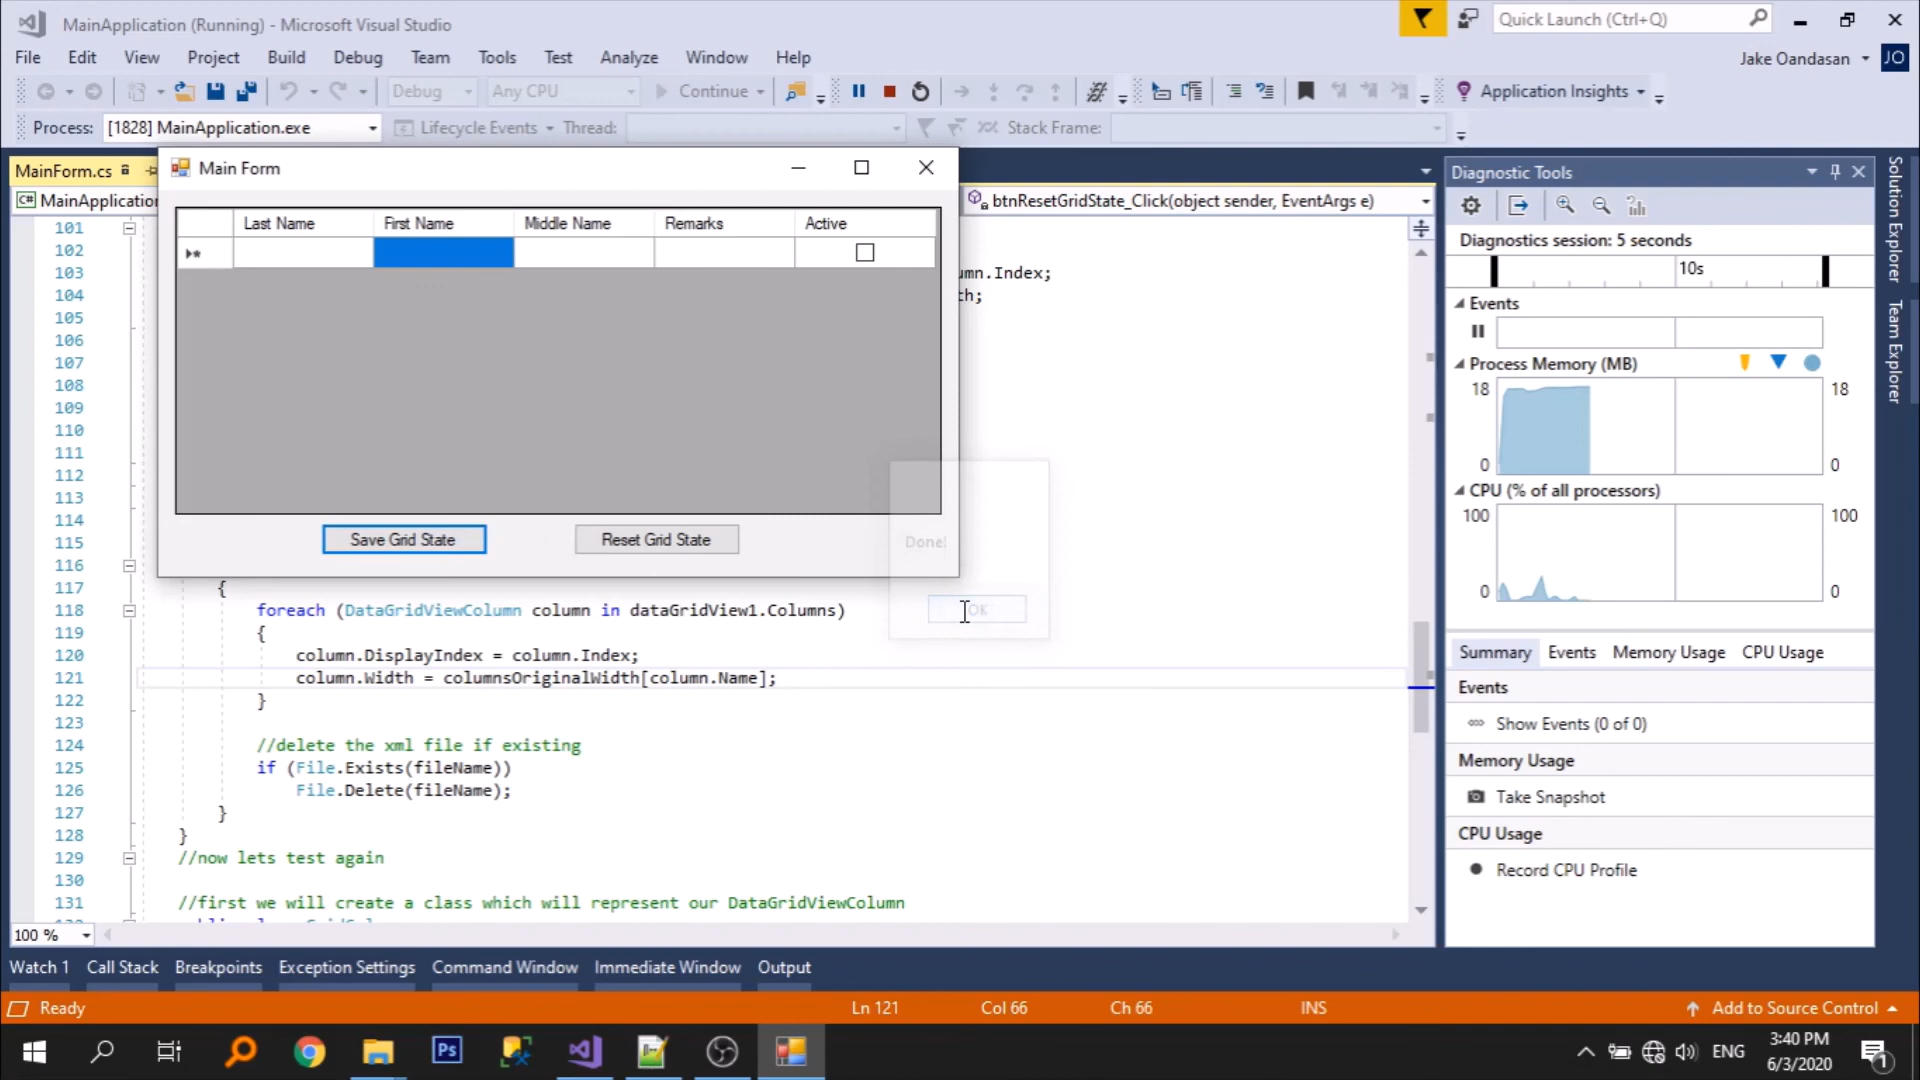 MainApplication (Running) - Microsoft Visual Studio
Quick Launch (Ctrl+Q)
File Edit View Project Build Debug Team Tools Test Analyze Window Help
Jake Oandasan JO
Debug Any CPU Continue Application Insights
Process: [1828] MainApplication.exe Lifecycle Events Thread: Stack Frame:
MainForm.cs
C# MainApplication
btnResetGridState_Click(object sender, EventArgs e)
Main Form
Last Name First Name Middle Name Remarks Active
Save Grid State Reset Grid State
Done!
OK
101
102
103 umn.Index;
104 th;
105
106
107
108
109
110
111
112
113
114
115
116
117 {
118 foreach (DataGridViewColumn column in dataGridView1.Columns)
119 {
120 column.DisplayIndex = column.Index;
121 column.Width = columnsOriginalWidth[column.Name];
122 }
123
124 //delete the xml file if existing
125 if (File.Exists(fileName))
126 File.Delete(fileName);
127 }
128 }
129 //now lets test again
130
131 //first we will create a class which will represent our DataGridViewColumn
100 %
Diagnostic Tools
Diagnostics session: 5 seconds
10s
Events
Process Memory (MB)
18 18
0 0
CPU (% of all processors)
100 100
0 0
Summary Events Memory Usage CPU Usage
Events
Show Events (0 of 0)
Memory Usage
Take Snapshot
CPU Usage
Record CPU Profile
Solution Explorer
Team Explorer
Watch 1 Call Stack Breakpoints Exception Settings Command Window Immediate Window Output
Ready Ln 121 Col 66 Ch 66 INS Add to Source Control
Ps
ENG
3:40 PM
6/3/2020
1